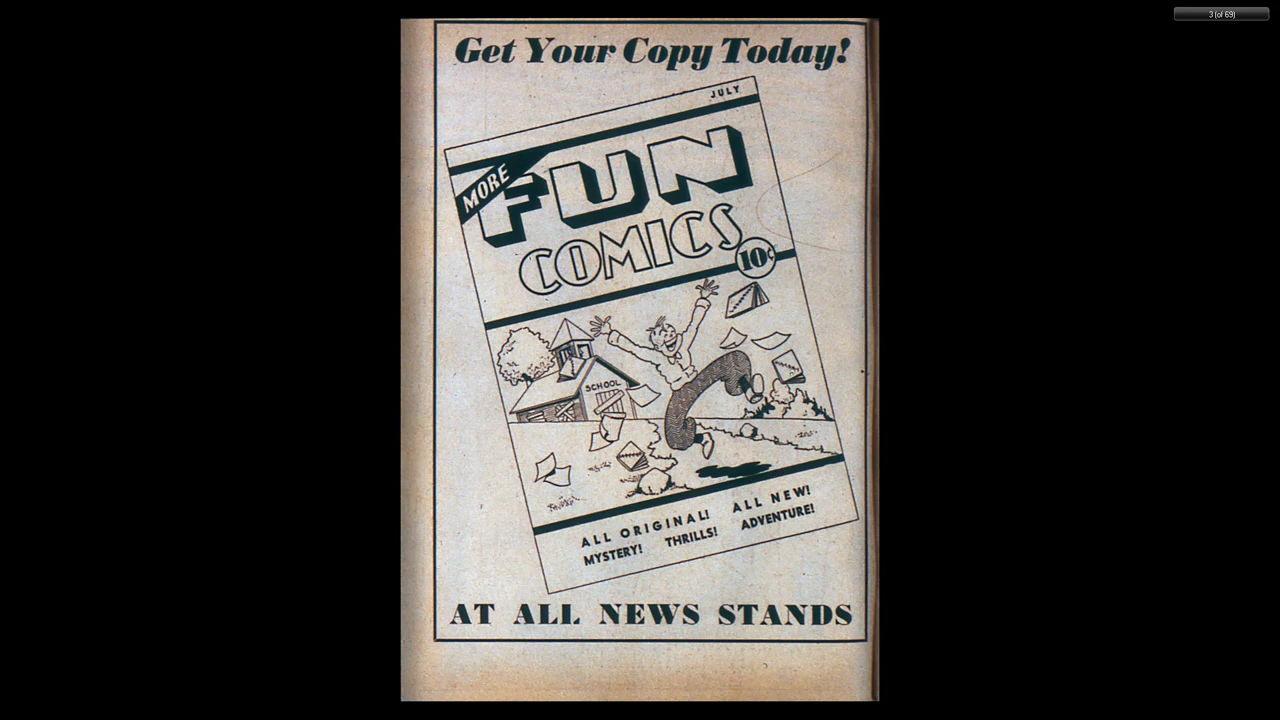 3 (of 69)
Get Your Copy Today!
JULY
MORE
FUN
COMICS
10¢
SCHOOL
ALL ORIGINAL! ALL NEW!
MYSTERY! THRILLS! ADVENTURE!
AT ALL NEWS STANDS